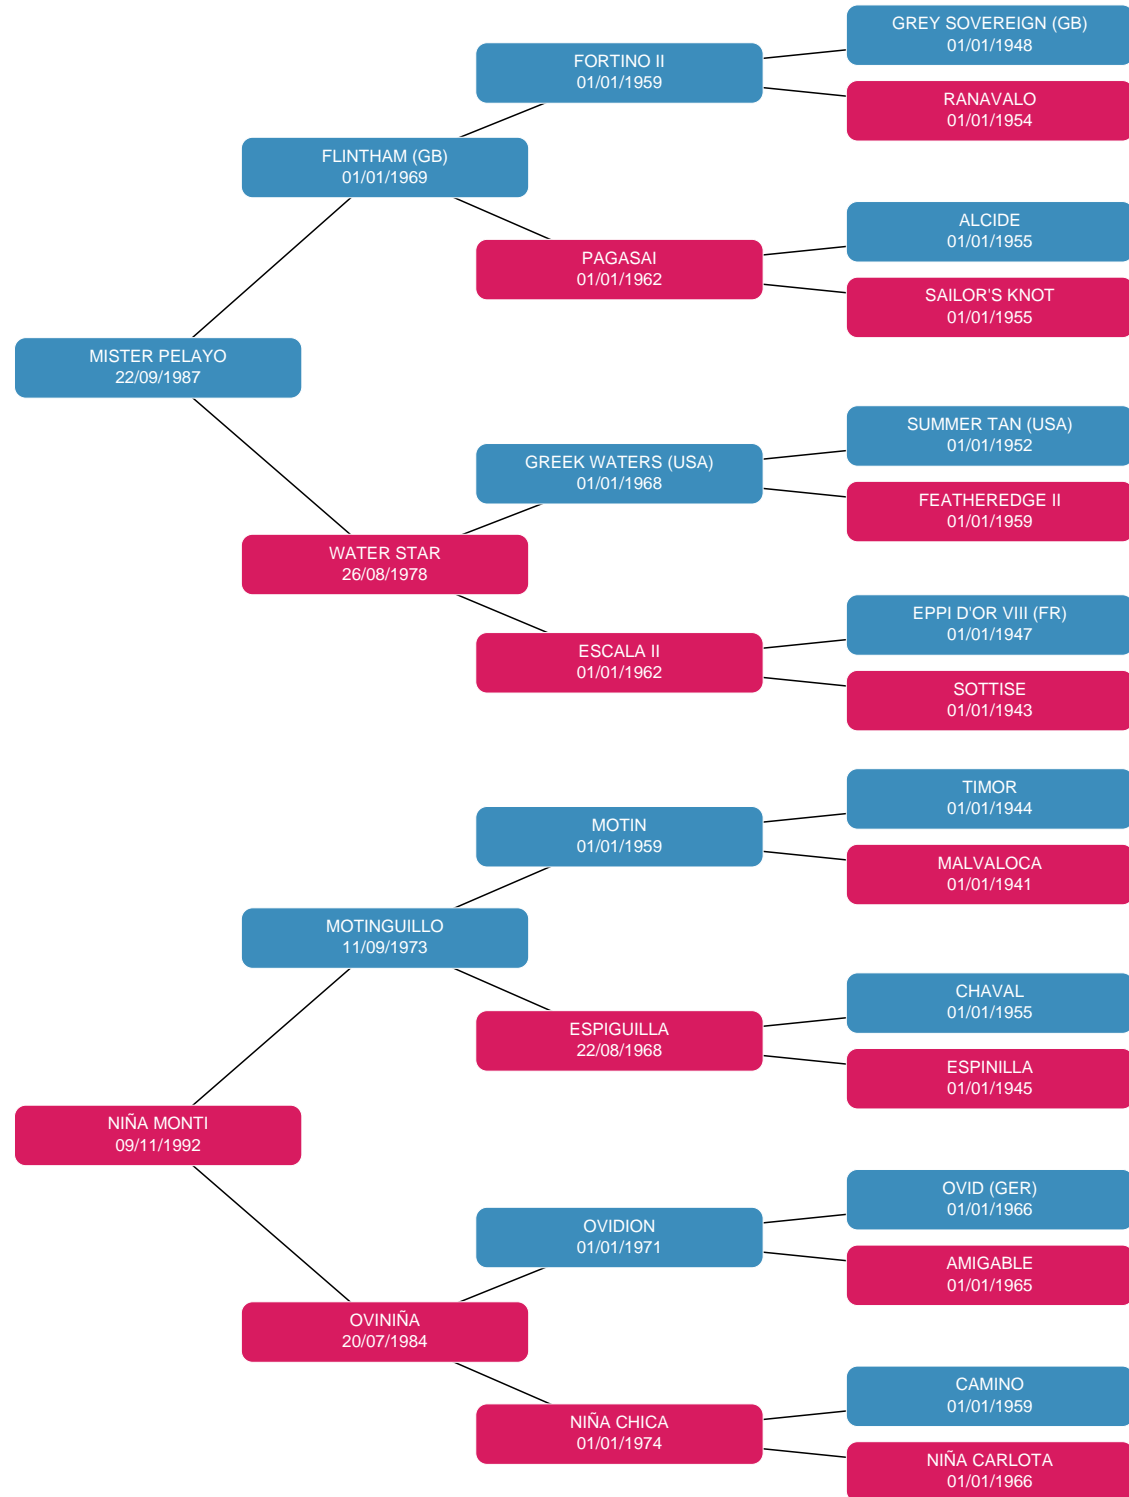 GREY SOVEREIGN (GB)
01/01/1948
FORTINO II
01/01/1959
RANAVALO
01/01/1954
FLINTHAM (GB)
01/01/1969
ALCIDE
01/01/1955
PAGASAI
01/01/1962
SAILOR'S KNOT
01/01/1955
MISTER PELAYO
22/09/1987
SUMMER TAN (USA)
01/01/1952
GREEK WATERS (USA)
01/01/1968
FEATHEREDGE II
01/01/1959
WATER STAR
26/08/1978
EPPI D'OR VIII (FR)
01/01/1947
ESCALA II
01/01/1962
SOTTISE
01/01/1943
TIMOR
01/01/1944
MOTIN
01/01/1959
MALVALOCA
01/01/1941
MOTINGUILLO
11/09/1973
CHAVAL
01/01/1955
ESPIGUILLA
22/08/1968
ESPINILLA
01/01/1945
NIÑA MONTI
09/11/1992
OVID (GER)
01/01/1966
OVIDION
01/01/1971
AMIGABLE
01/01/1965
OVINIÑA
20/07/1984
CAMINO
01/01/1959
NIÑA CHICA
01/01/1974
NIÑA CARLOTA
01/01/1966